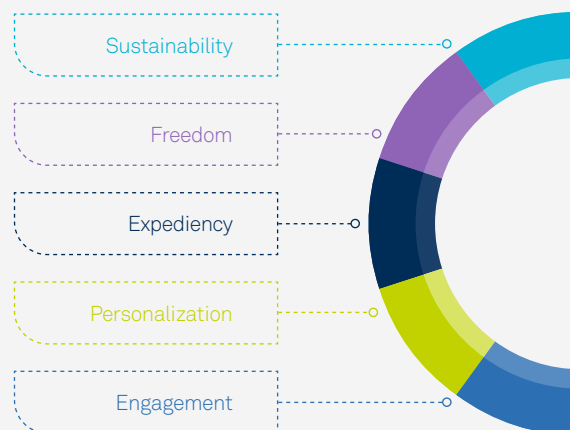 Sustainability
Freedom
Expediency
Personalization
Engagement